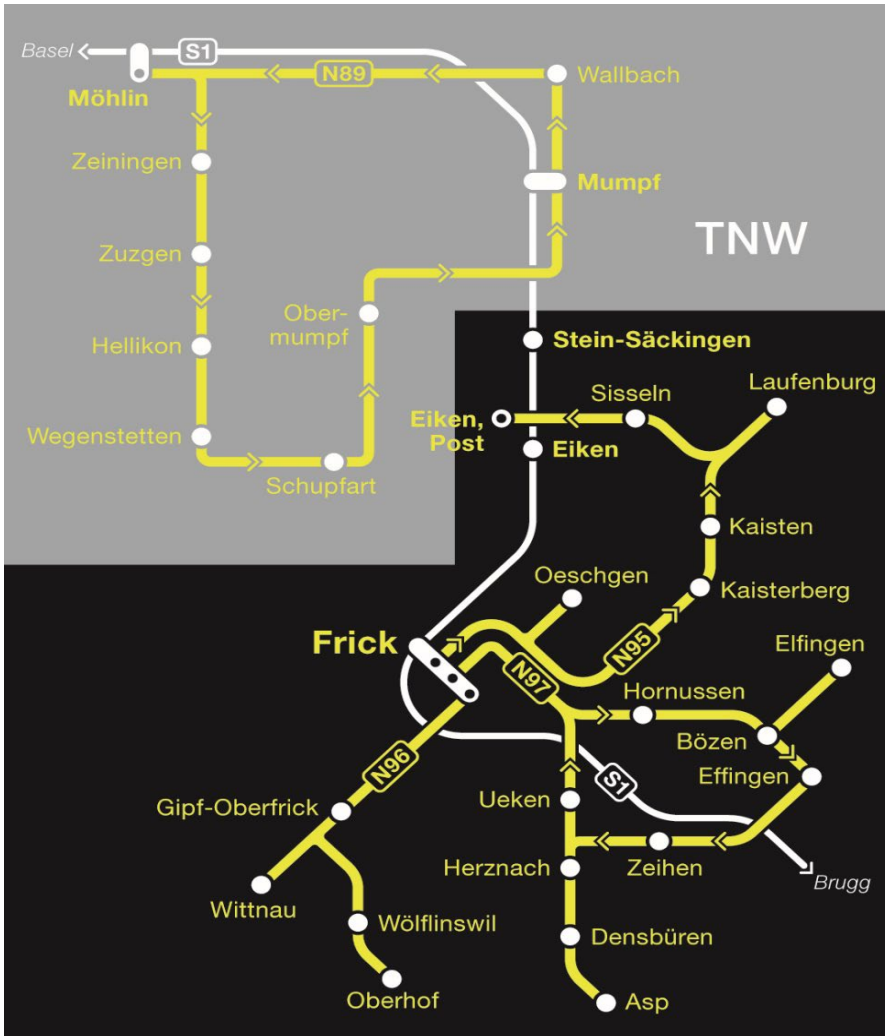 Basel
S1
N89
Möhlin
Wallbach
Zeiningen
Mumpf
TNW
Zuzgen
Ober-
mumpf
Hellikon
Stein-Säckingen
Laufenburg
Sisseln
Eiken,
Post
Wegenstetten
Eiken
Schupfart
Kaisten
Oeschgen
Kaisterberg
Frick
N95
Elfingen
N97
Hornussen
Bözen
N96
Effingen
S1
Ueken
Gipf-Oberfrick
Herznach
Zeihen
Brugg
Wittnau
Wölflinswil
Densbüren
Oberhof
Asp